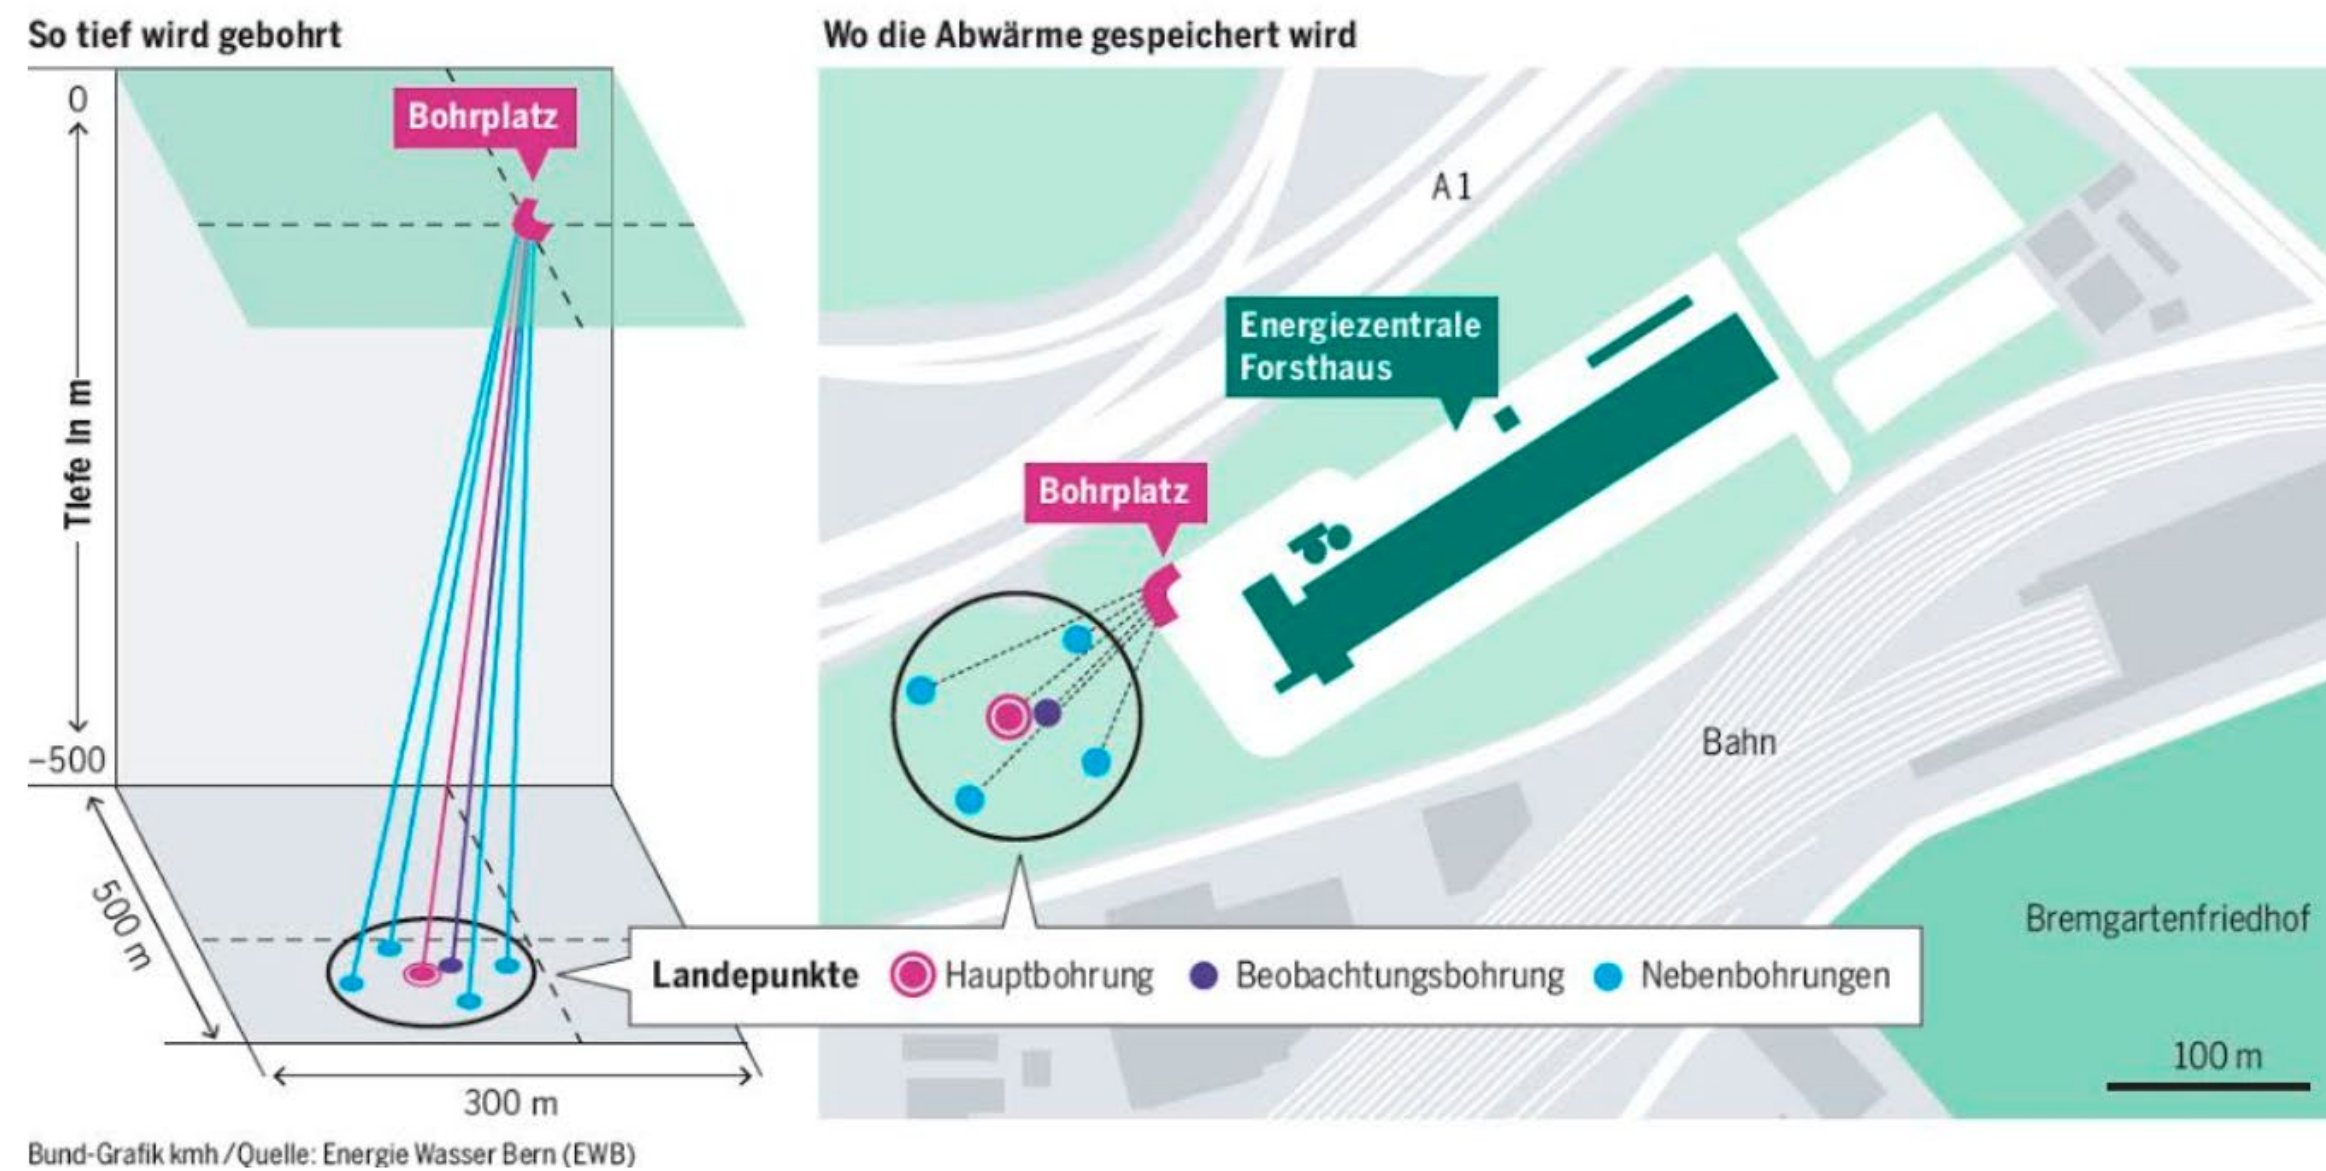 So tief wird gebohrt
0
Bohrplatz
Tiefe in m
–500
500 m
300 m
Wo die Abwärme gespeichert wird
A1
Energiezentrale
Forsthaus
Bohrplatz
Bahn
Bremgartenfriedhof
Landepunkte Hauptbohrung Beobachtungsbohrung Nebenbohrungen
100 m
Bund-Grafik kmh/Quelle: Energie Wasser Bern (EWB)